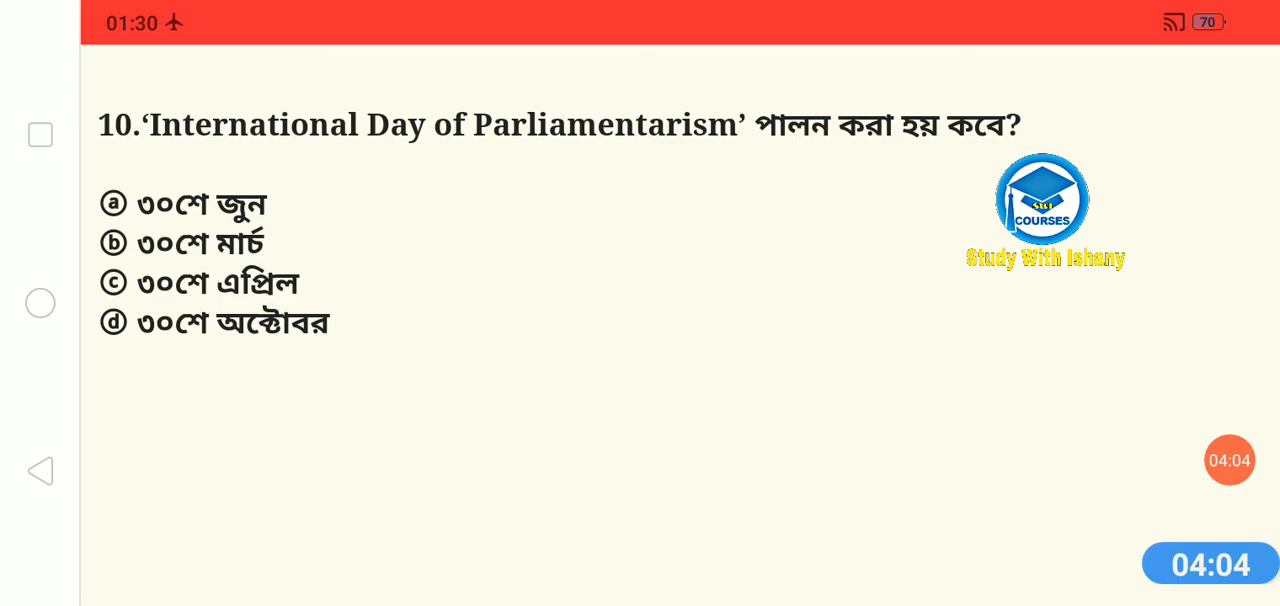 01:30
70
10.‘International Day of Parliamentarism’ পালন করা হয় কবে?
ⓐ ৩০শে জুন
ⓑ ৩০শে মার্চ
ⓒ ৩০শে এপ্রিল
ⓓ ৩০শে অক্টোবর
COURSES
Study With Ishany
04:04
04:04